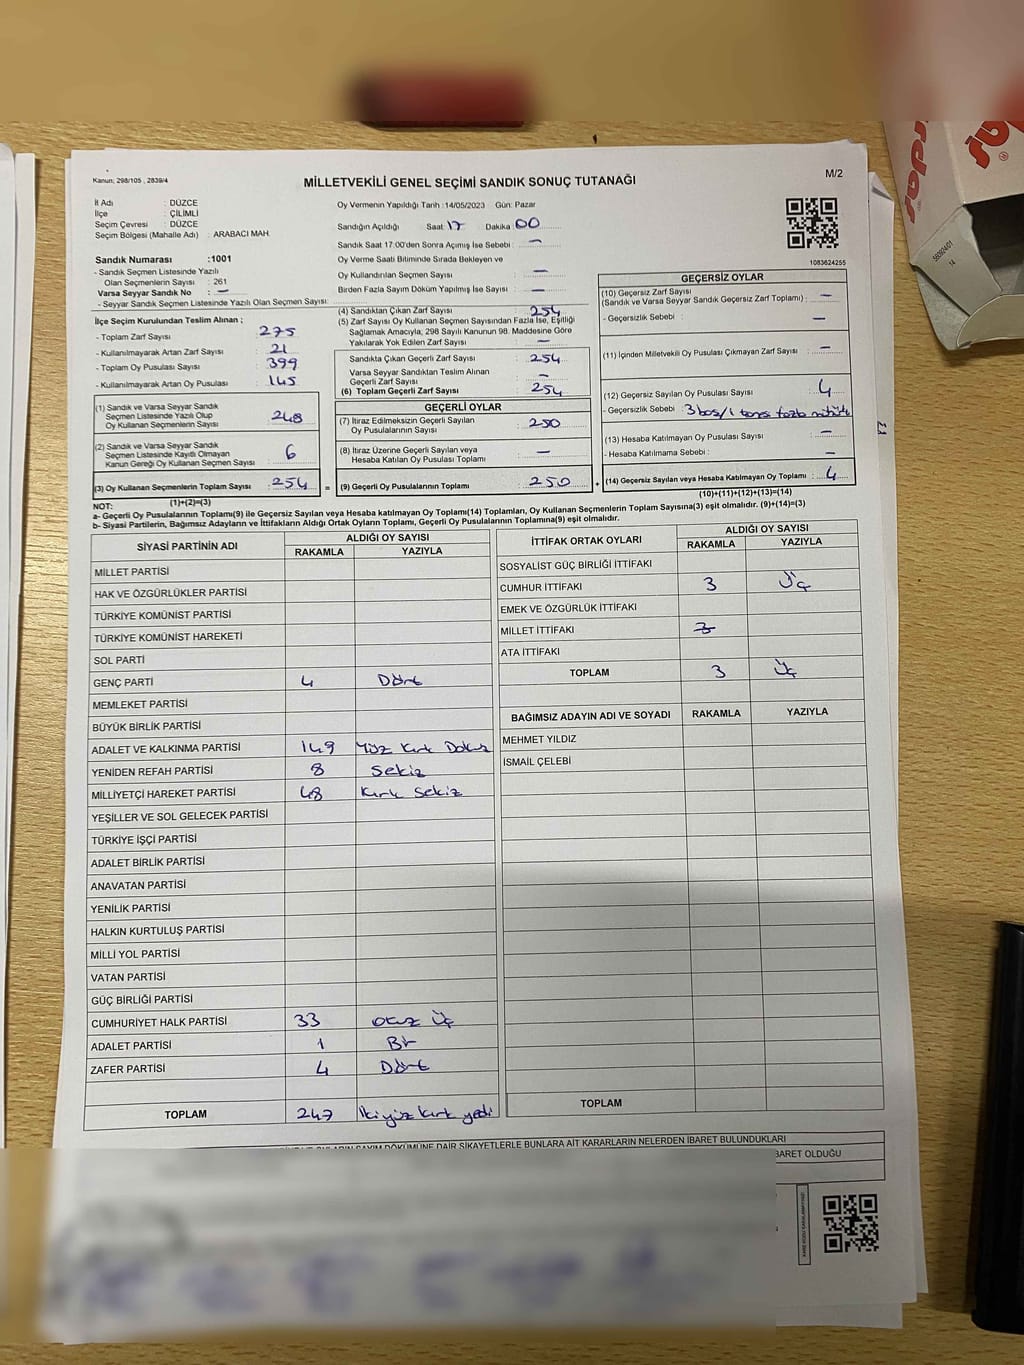 Kanun; 298/105 , 2839/4
MİLLETVEKİLİ GENEL SEÇİMİ SANDIK SONUÇ TUTANAĞI
M/2
İl Adı : DÜZCE
İlçe : ÇİLİMLİ
Seçim Çevresi : DÜZCE
Seçim Bölgesi (Mahalle Adı) : ARABACI MAH.
Oy Vermenin Yapıldığı Tarih :14/05/2023 Gün: Pazar
Sandığın Açıldığı Saat 17 Dakika 00
Sandık Saat 17.00'den Sonra Açımış İse Sebebi : —
Oy Verme Saati Bitiminde Sırada Bekleyen ve
Oy Kullandırılan Seçmen Sayısı : —
Birden Fazla Sayım Döküm Yapılmış İse Sayısı : —
1083624255
Sandık Numarası :1001
- Sandık Seçmen Listesinde Yazılı
Olan Seçmenlerin Sayısı : 261
Varsa Seyyar Sandık No : —
- Seyyar Sandık Seçmen Listesinde Yazılı Olan Seçmen Sayısı:
İlçe Seçim Kurulundan Teslim Alınan ;
- Toplam Zarf Sayısı : 275
- Kullanılmayarak Artan Zarf Sayısı : 21
- Toplam Oy Pusulası Sayısı : 399
- Kullanılmayarak Artan Oy Pusulası : 145
(1) Sandık ve Varsa Seyyar Sandık
Seçmen Listesinde Yazılı Olup
Oy Kullanan Seçmenlerin Sayısı : 248
(2) Sandık ve Varsa Seyyar Sandık
Seçmen Listesinde Kayıtlı Olmayan
Kanun Gereği Oy Kullanan Seçmen Sayısı : 6
(3) Oy Kullanan Seçmenlerin Toplam Sayısı : 254
(1)+(2)=(3)
(4) Sandıktan Çıkan Zarf Sayısı : 254
(5) Zarf Sayısı Oy Kullanan Seçmen Sayısından Fazla İse, Eşitliği
Sağlamak Amacıyla; 298 Sayılı Kanunun 98. Maddesine Göre
Yakılarak Yok Edilen Zarf Sayısı : —
Sandıkta Çıkan Geçerli Zarf Sayısı : 254
Varsa Seyyar Sandıktan Teslim Alınan
Geçerli Zarf Sayısı : —
(6) Toplam Geçerli Zarf Sayısı : 254
GEÇERLİ OYLAR
(7) İtiraz Edilmeksizin Geçerli Sayılan
Oy Pusulalarının Sayısı : 250
(8) İtiraz Üzerine Geçerli Sayılan veya
Hesaba Katılan Oy Pusulası Toplamı : —
= (9) Geçerli Oy Pusulalarının Toplamı : 250 +
GEÇERSİZ OYLAR
(10) Geçersiz Zarf Sayısı
(Sandık ve Varsa Seyyar Sandık Geçersiz Zarf Toplamı) : —
- Geçersizlik Sebebi : —
(11) İçinden Milletvekili Oy Pusulası Çıkmayan Zarf Sayısı : —
(12) Geçersiz Sayılan Oy Pusulası Sayısı : 4
- Geçersizlik Sebebi : 3 boş/1 tanesi fazla mühürlü
(13) Hesaba Katılmayan Oy Pusulası Sayısı : —
- Hesaba Katılmama Sebebi : —
(14) Geçersiz Sayılan veya Hesaba Katılmayan Oy Toplamı : 4
(10)+(11)+(12)+(13)=(14)
NOT:
a- Geçerli Oy Pusulalarının Toplamı(9) ile Geçersiz Sayılan veya Hesaba Katılmayan Oy Toplamı(14) Toplamları, Oy Kullanan Seçmenlerin Toplam Sayısına(3) eşit olmalıdır. (9)+(14)=(3)
b- Siyasi Partilerin, Bağımsız Adayların ve İttifakların Aldığı Ortak Oyların Toplamı, Geçerli Oy Pusulalarının Toplamına(9) eşit olmalıdır.
SİYASİ PARTİNİN ADI ALDIĞI OY SAYISI
RAKAMLA YAZIYLA
MİLLET PARTİSİ
HAK VE ÖZGÜRLÜKLER PARTİSİ
TÜRKİYE KOMÜNİST PARTİSİ
TÜRKİYE KOMÜNİST HAREKETİ
SOL PARTİ
GENÇ PARTİ 4 Dört
MEMLEKET PARTİSİ
BÜYÜK BİRLİK PARTİSİ
ADALET VE KALKINMA PARTİSİ 149 Yüz Kırk Dokuz
YENİDEN REFAH PARTİSİ 8 Sekiz
MİLLİYETÇİ HAREKET PARTİSİ 48 Kırk Sekiz
YEŞİLLER VE SOL GELECEK PARTİSİ
TÜRKİYE İŞÇİ PARTİSİ
ADALET BİRLİK PARTİSİ
ANAVATAN PARTİSİ
YENİLİK PARTİSİ
HALKIN KURTULUŞ PARTİSİ
MİLLİ YOL PARTİSİ
VATAN PARTİSİ
GÜÇ BİRLİĞİ PARTİSİ
CUMHURİYET HALK PARTİSİ 33 otuz Üç
ADALET PARTİSİ 1 Bir
ZAFER PARTİSİ 4 Dört
TOPLAM 247 İkiyüz kırk yedi
İTTİFAK ORTAK OYLARI ALDIĞI OY SAYISI
RAKAMLA YAZIYLA
SOSYALİST GÜÇ BİRLİĞİ İTTİFAKI
CUMHUR İTTİFAKI 3 Üç
EMEK VE ÖZGÜRLÜK İTTİFAKI
MİLLET İTTİFAKI 3
ATA İTTİFAKI
TOPLAM 3 Üç
BAĞIMSIZ ADAYIN ADI VE SOYADI RAKAMLA YAZIYLA
MEHMET YILDIZ
İSMAİL ÇELEBİ
TOPLAM
SAYIM DÖKÜMÜNE DAİR ŞİKAYETLERLE BUNLARA AİT KARARLARIN NELERDEN İBARET BULUNDUKLARI
BARET OLDUĞU